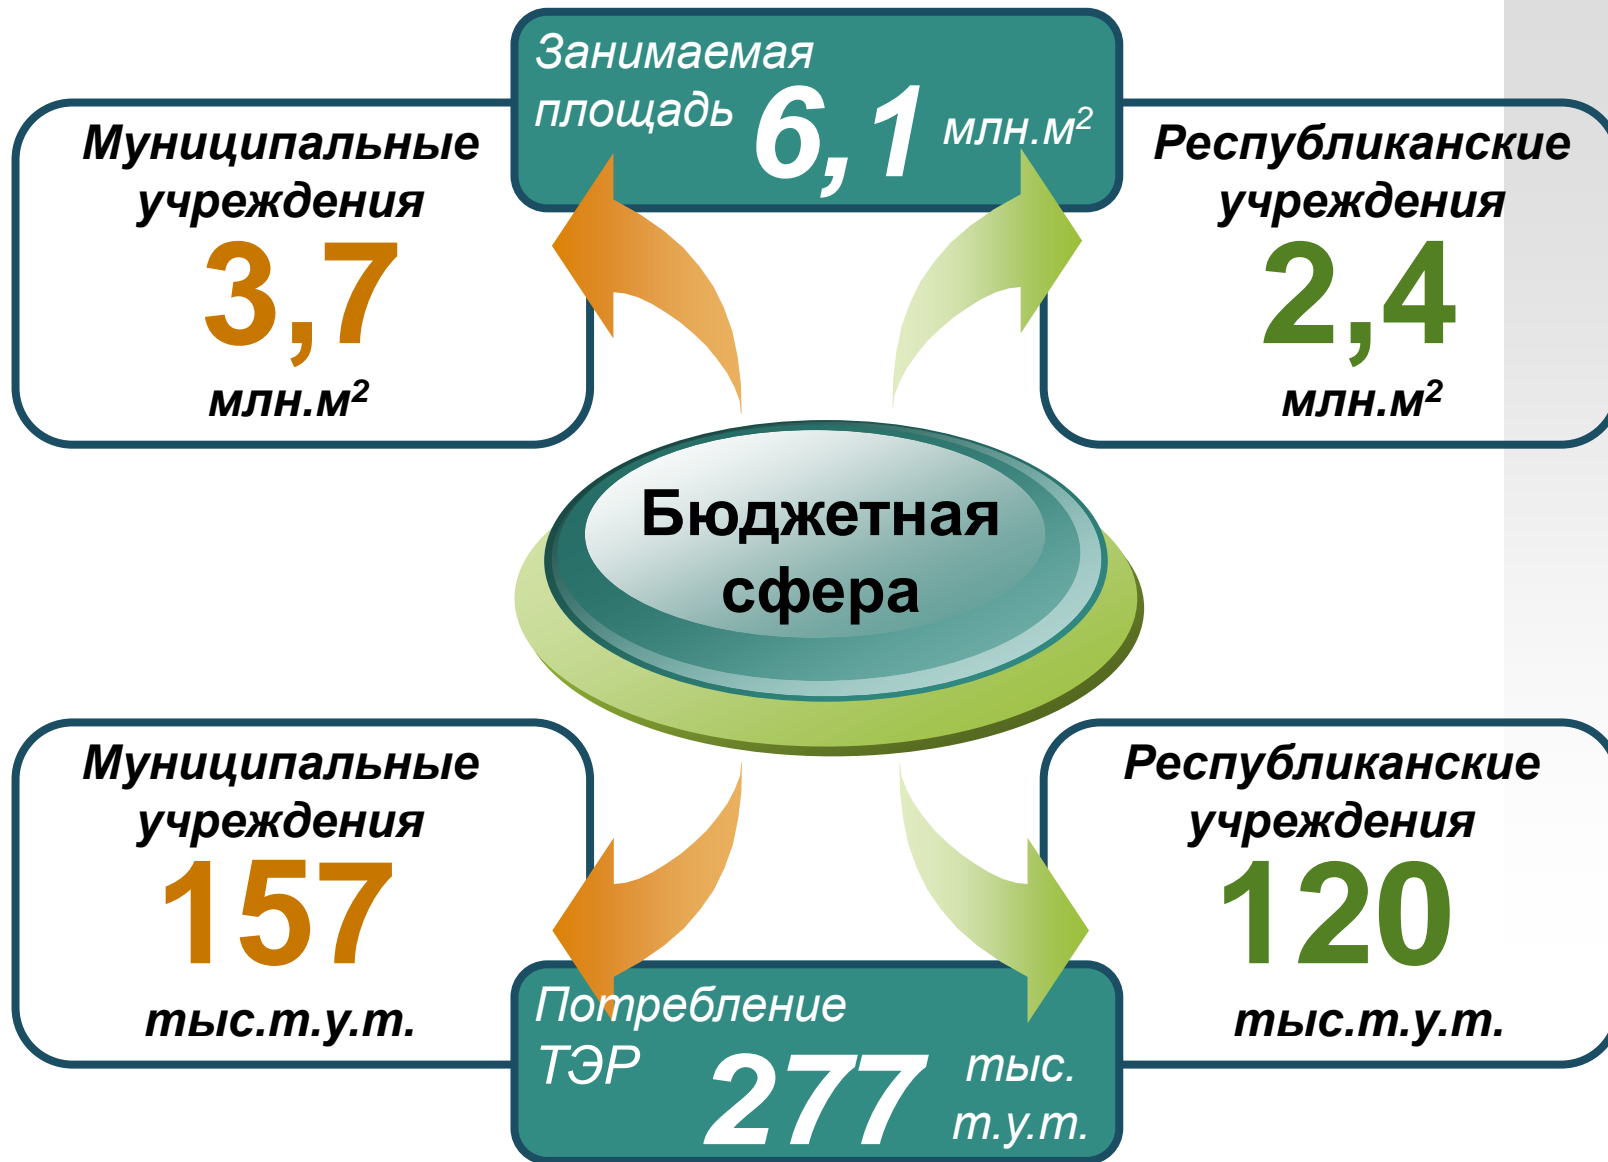 Занимаемая
площадь 6,1 млн.м²
Муниципальные
учреждения
3,7
млн.м²
Республиканские
учреждения
2,4
млн.м²
Бюджетная
сфера
Муниципальные
учреждения
157
тыс.т.у.т.
Республиканские
учреждения
120
тыс.т.у.т.
Потребление
ТЭР 277 тыс.
т.у.т.